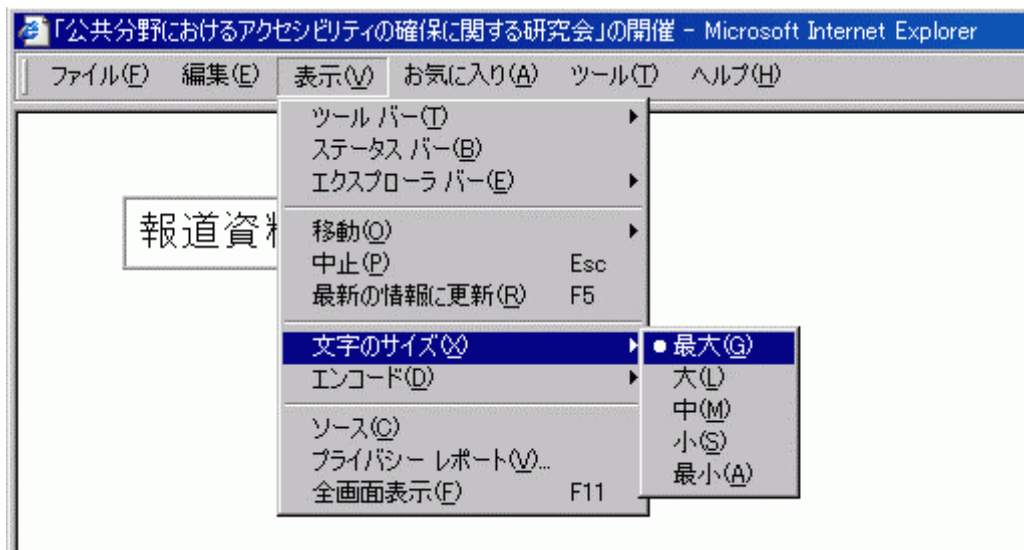 「公共分野におけるアクセシビリティの確保に関する研究会」の開催 - Microsoft Internet Explorer
ファイル(F) 編集(E) 表示(V) お気に入り(A) ツール(T) ヘルプ(H)
ツール バー(T)
ステータス バー(B)
エクスプローラ バー(E)
報道資
移動(O)
中止(P) Esc
最新の情報に更新(R) F5
文字のサイズ(X)
エンコード(D)
ソース(C)
プライバシー レポート(V)...
全画面表示(F) F11
最大(G)
大(L)
中(M)
小(S)
最小(A)